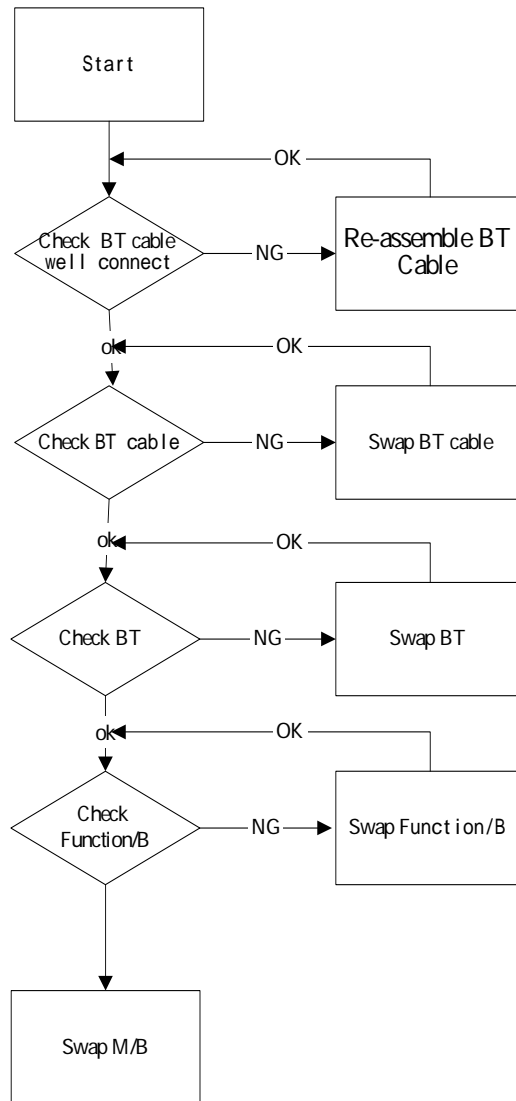 Start
OK
Check BT cable
well connect
NG
Re-assemble BT
Cable
ok
OK
Check BT cable
NG
Swap BT cable
ok
OK
Check BT
NG
Swap BT
ok
OK
Check
Function/B
NG
Swap Function/B
Swap M/B